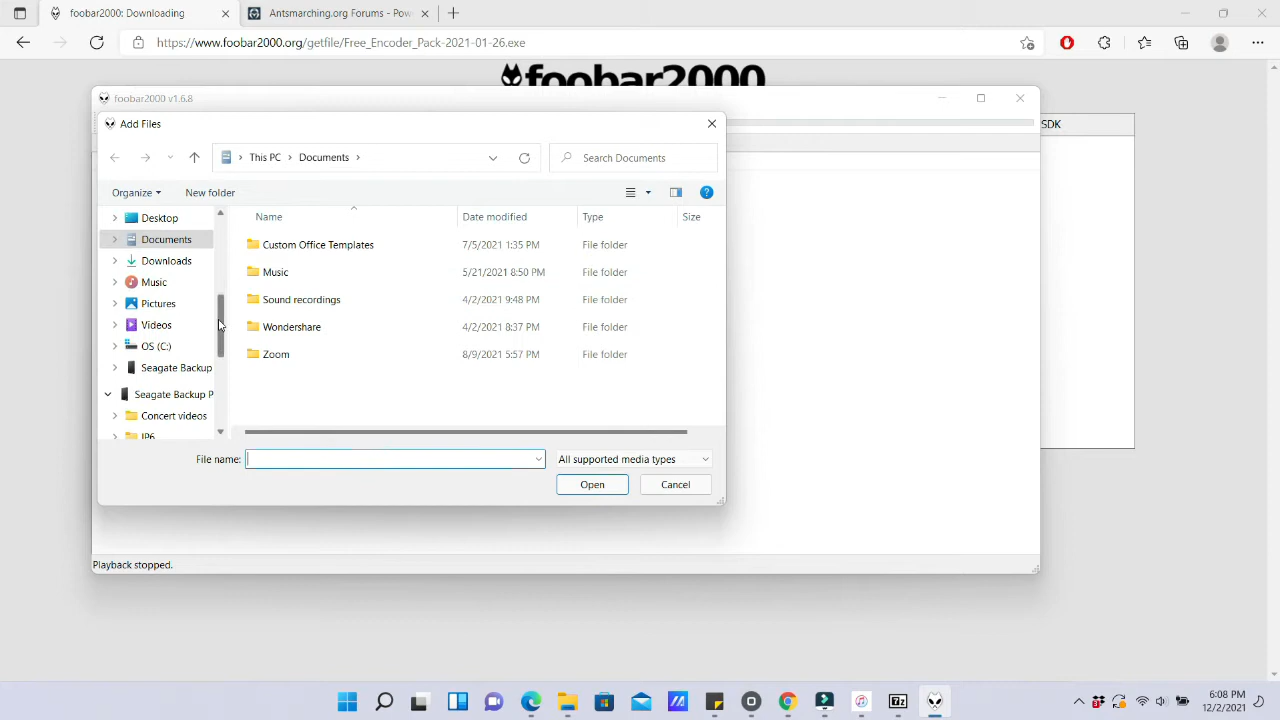 foobar2000: Downloading
Antsmarching.org Forums - Pow
https://www.foobar2000.org/getfile/Free_Encoder_Pack-2021-01-26.exe
foobar2000
foobar2000 v1.6.8
Add Files
SDK
This PC > Documents >
Search Documents
Organize
New folder
Name
Date modified
Type
Size
Desktop
Documents
Downloads
Music
Pictures
Videos
OS (C:)
Seagate Backup
Seagate Backup P
Concert videos
IP6
Custom Office Templates 7/5/2021 1:35 PM File folder
Music 5/21/2021 8:50 PM File folder
Sound recordings 4/2/2021 9:48 PM File folder
Wondershare 4/2/2021 8:37 PM File folder
Zoom 8/9/2021 5:57 PM File folder
File name:
All supported media types
Open
Cancel
Playback stopped.
7z
6:08 PM
12/2/2021